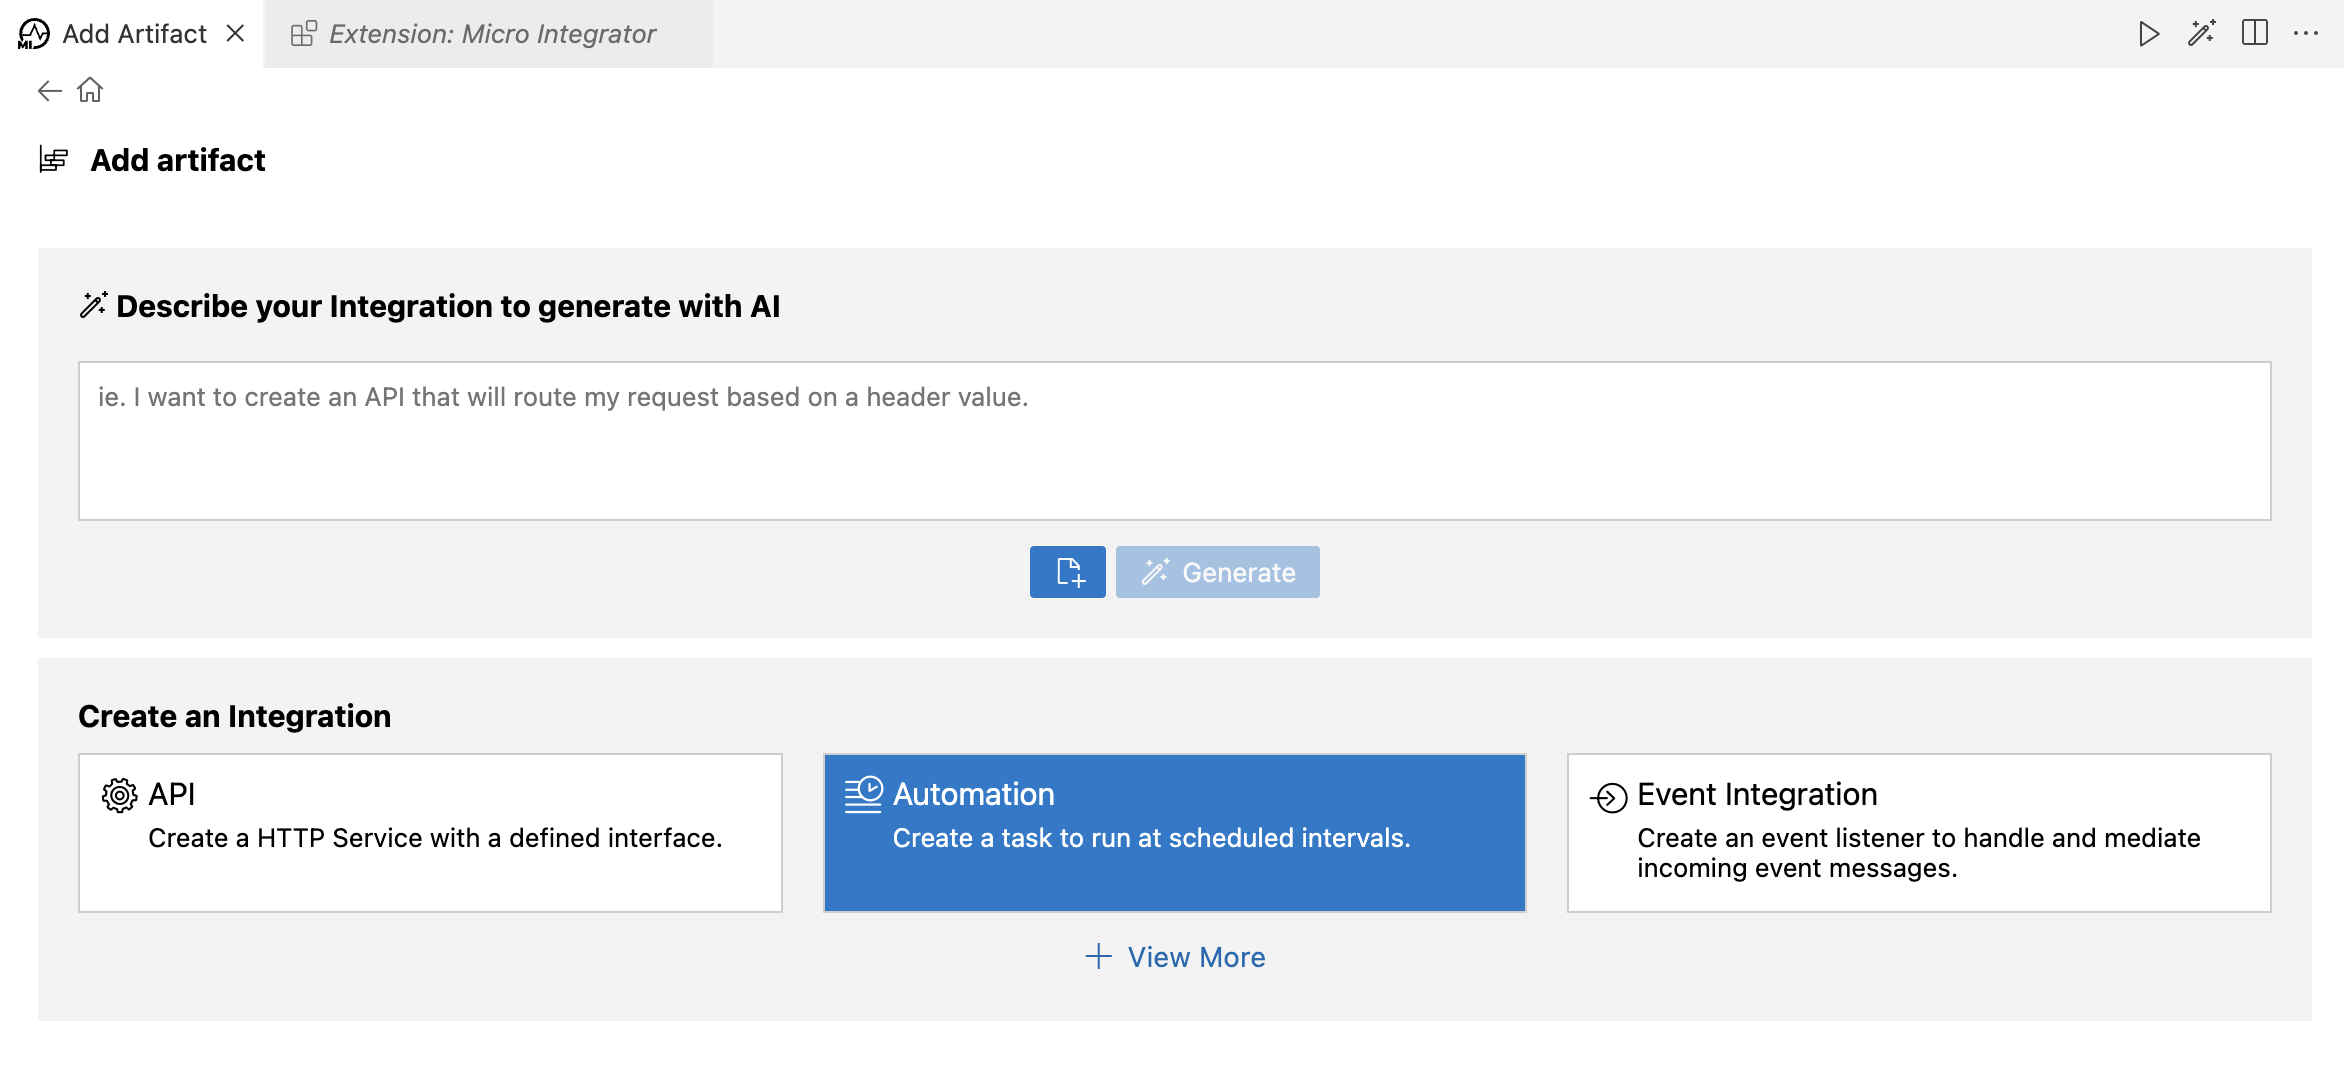 MI Add Artifact
Extension: Micro Integrator
Add artifact
Describe your Integration to generate with AI
ie. I want to create an API that will route my request based on a header value.
Generate
Create an Integration
API
Create a HTTP Service with a defined interface.
Automation
Create a task to run at scheduled intervals.
Event Integration
Create an event listener to handle and mediate
incoming event messages.
View More